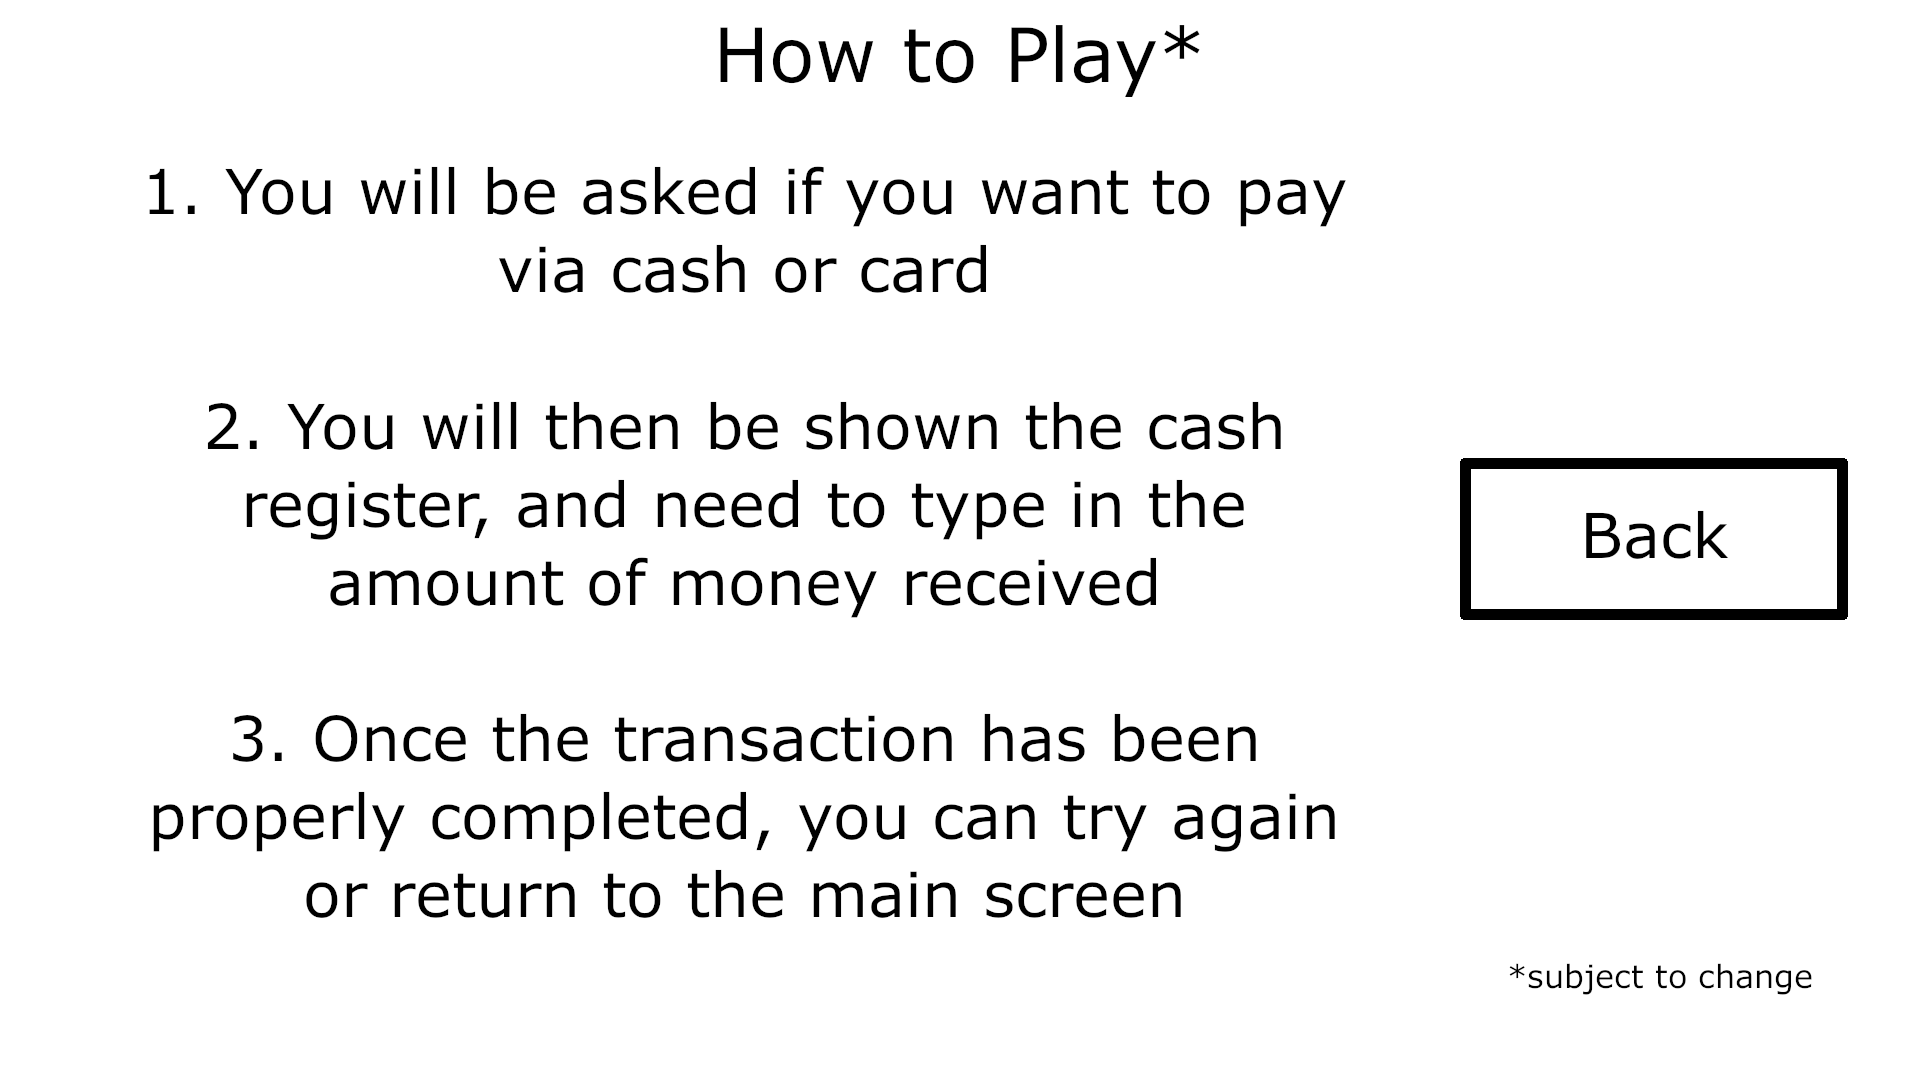 How to Play*
1. You will be asked if you want to pay
via cash or card
2. You will then be shown the cash
register, and need to type in the
amount of money received
Back
3. Once the transaction has been
properly completed, you can try again
or return to the main screen
*subject to change